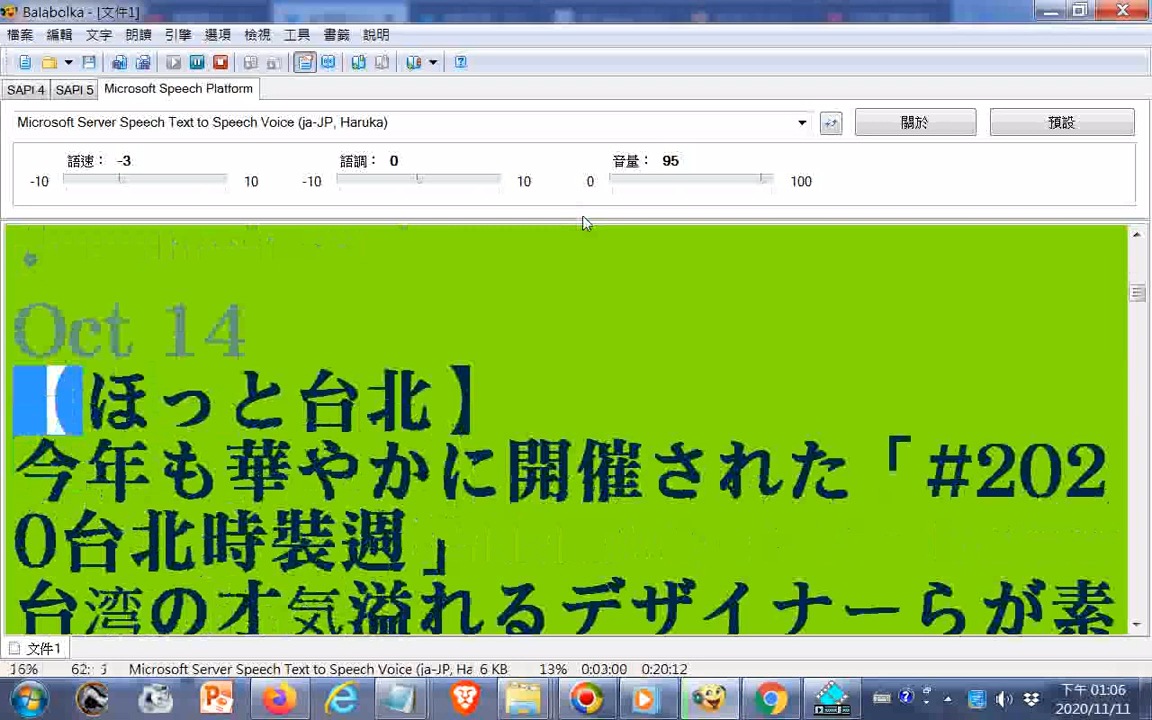 Balabolka - [文件1]
檔案 編輯 文字 朗讀 引擎 選項 檢視 工具 書籤 說明
SAPI 4 SAPI 5 Microsoft Speech Platform
Microsoft Server Speech Text to Speech Voice (ja-JP, Haruka) 關於 預設
語速： -3 語調： 0 音量： 95
-10 10 -10 10 0 100
Oct 14
【ほっと台北】
今年も華やかに開催された「#202
0台北時裝週」
台湾の才気溢れるデザイナーらが素
文件1
16% 62: Microsoft Server Speech Text to Speech Voice (ja-JP, Ha 6 KB 13% 0:03:00 0:20:12
下午 01:06
2020/11/11